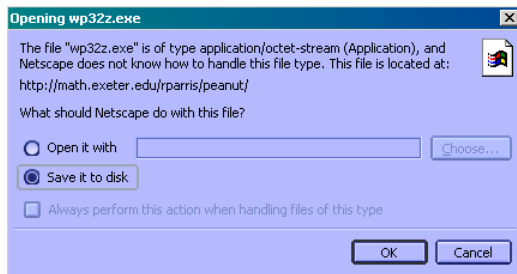 Opening wp32z.exe
The file "wp32z.exe" is of type application/octet-stream (Application), and
Netscape does not know how to handle this file type. This file is located at:
http://math.exeter.edu/rparris/peanut/
What should Netscape do with this file?
Open it with
Choose...
Save it to disk
Always perform this action when handling files of this type
OK
Cancel